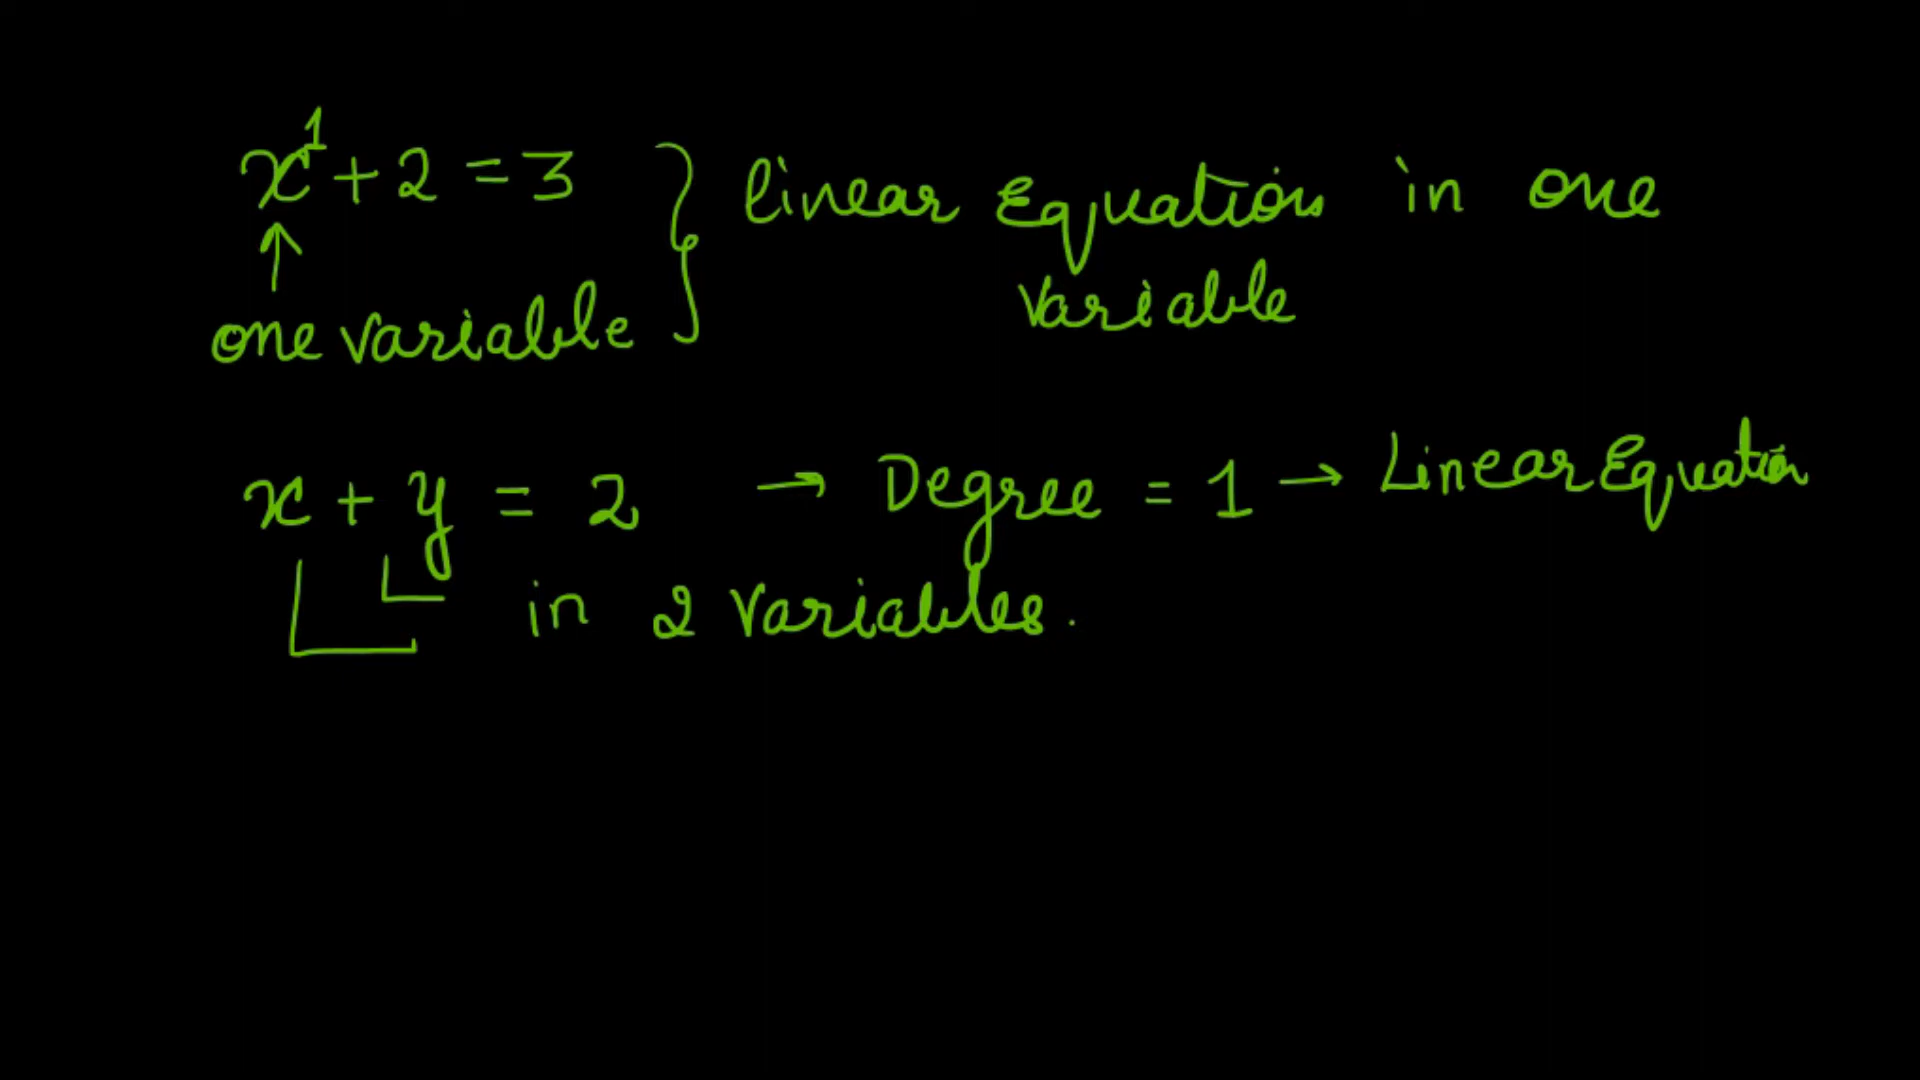 x¹ + 2 = 3 } linear Equation in one
variable
↑
one variable
x + y = 2 → Degree = 1 → Linear Equation
in 2 variables.